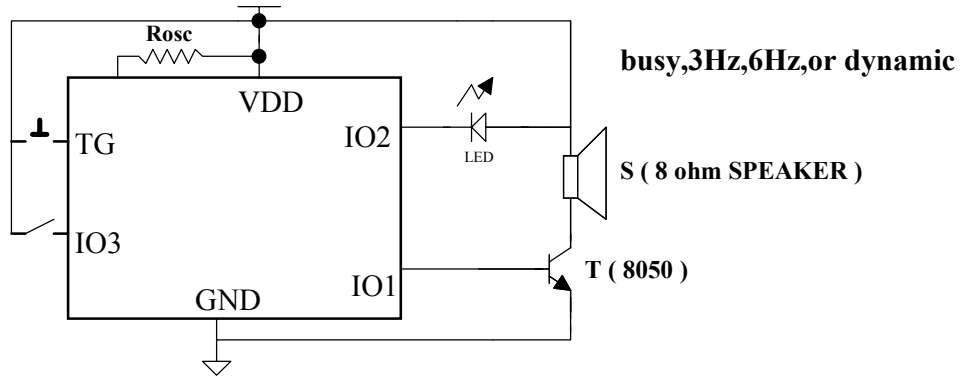 Rosc
busy,3Hz,6Hz,or dynamic
VDD
TG
IO2
LED
S ( 8 ohm SPEAKER )
IO3
IO1
T ( 8050 )
GND